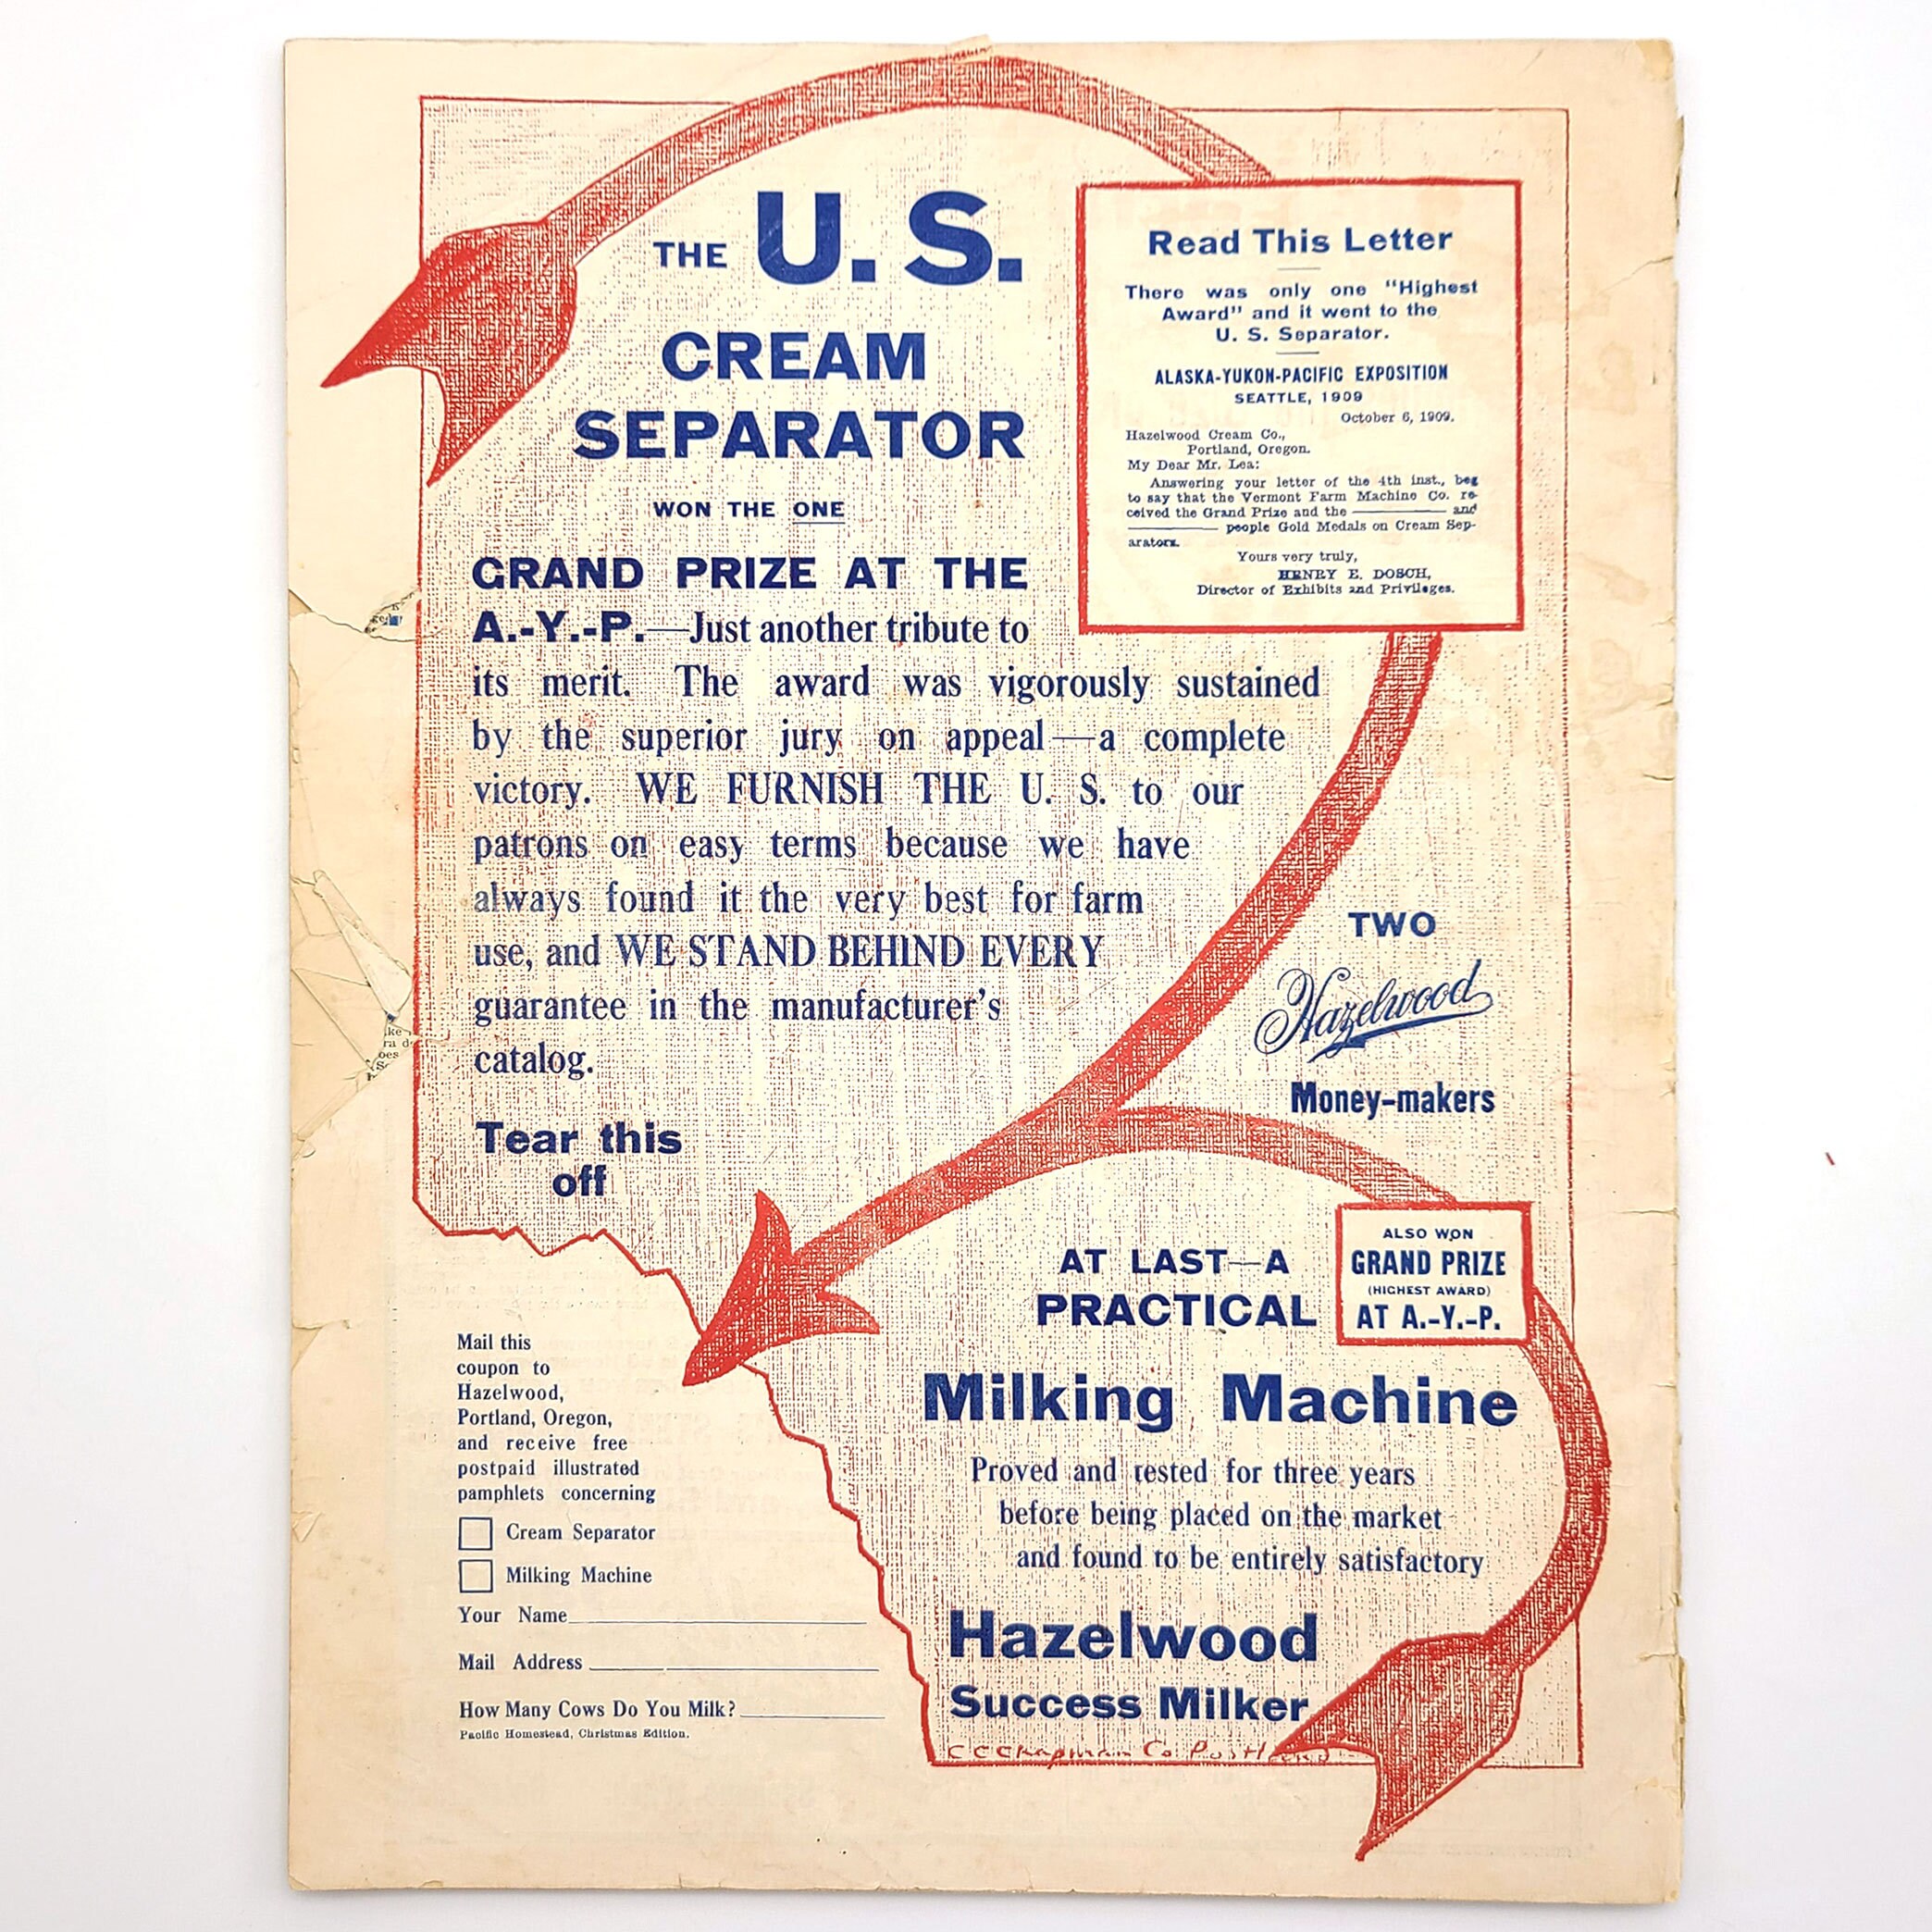 THE U. S.
CREAM
SEPARATOR
WON THE ONE
GRAND PRIZE AT THE
A.-Y.-P.—Just another tribute to
its merit. The award was vigorously sustained
by the superior jury on appeal—a complete
victory. WE FURNISH THE U. S. to our
patrons on easy terms because we have
always found it the very best for farm
use, and WE STAND BEHIND EVERY
guarantee in the manufacturer's
catalog.
Read This Letter
There was only one "Highest
Award" and it went to the
U. S. Separator.
ALASKA-YUKON-PACIFIC EXPOSITION
SEATTLE, 1909
October 6, 1909.
Hazelwood Cream Co.,
Portland, Oregon.
My Dear Mr. Lea:
Answering your letter of the 4th inst., beg
to say that the Vermont Farm Machine Co. re-
ceived the Grand Prize and the ———— and
———— people Gold Medals on Cream Sep-
arators.
Yours very truly,
HENRY E. DOSCH,
Director of Exhibits and Privileges.
TWO
Hazelwood
Money-makers
Tear this
off
Mail this
coupon to
Hazelwood,
Portland, Oregon,
and receive free
postpaid illustrated
pamphlets concerning
Cream Separator
Milking Machine
Your Name
Mail Address
How Many Cows Do You Milk?
Pacific Homestead, Christmas Edition.
ALSO WON
GRAND PRIZE
(HIGHEST AWARD)
AT A.-Y.-P.
AT LAST—A
PRACTICAL
Milking Machine
Proved and tested for three years
before being placed on the market
and found to be entirely satisfactory
Hazelwood
Success Milker
C C Chapman Co Portland